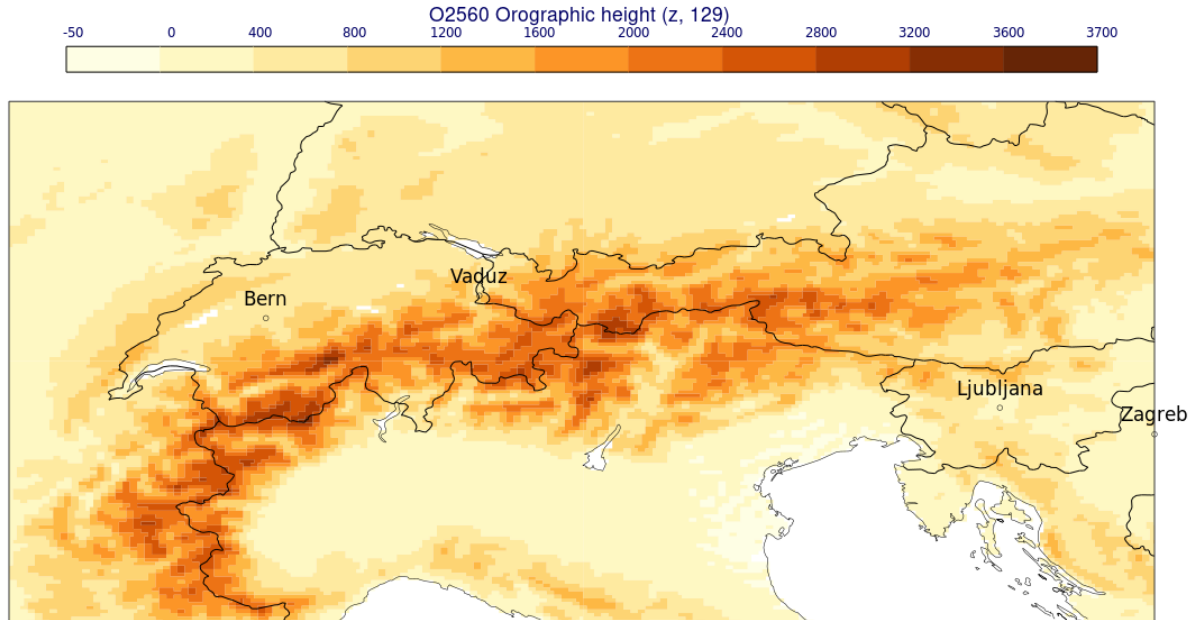 O2560 Orographic height (z, 129)
-50 0 400 800 1200 1600 2000 2400 2800 3200 3600 3700
Vaduz
Bern
Ljubljana
Zagreb